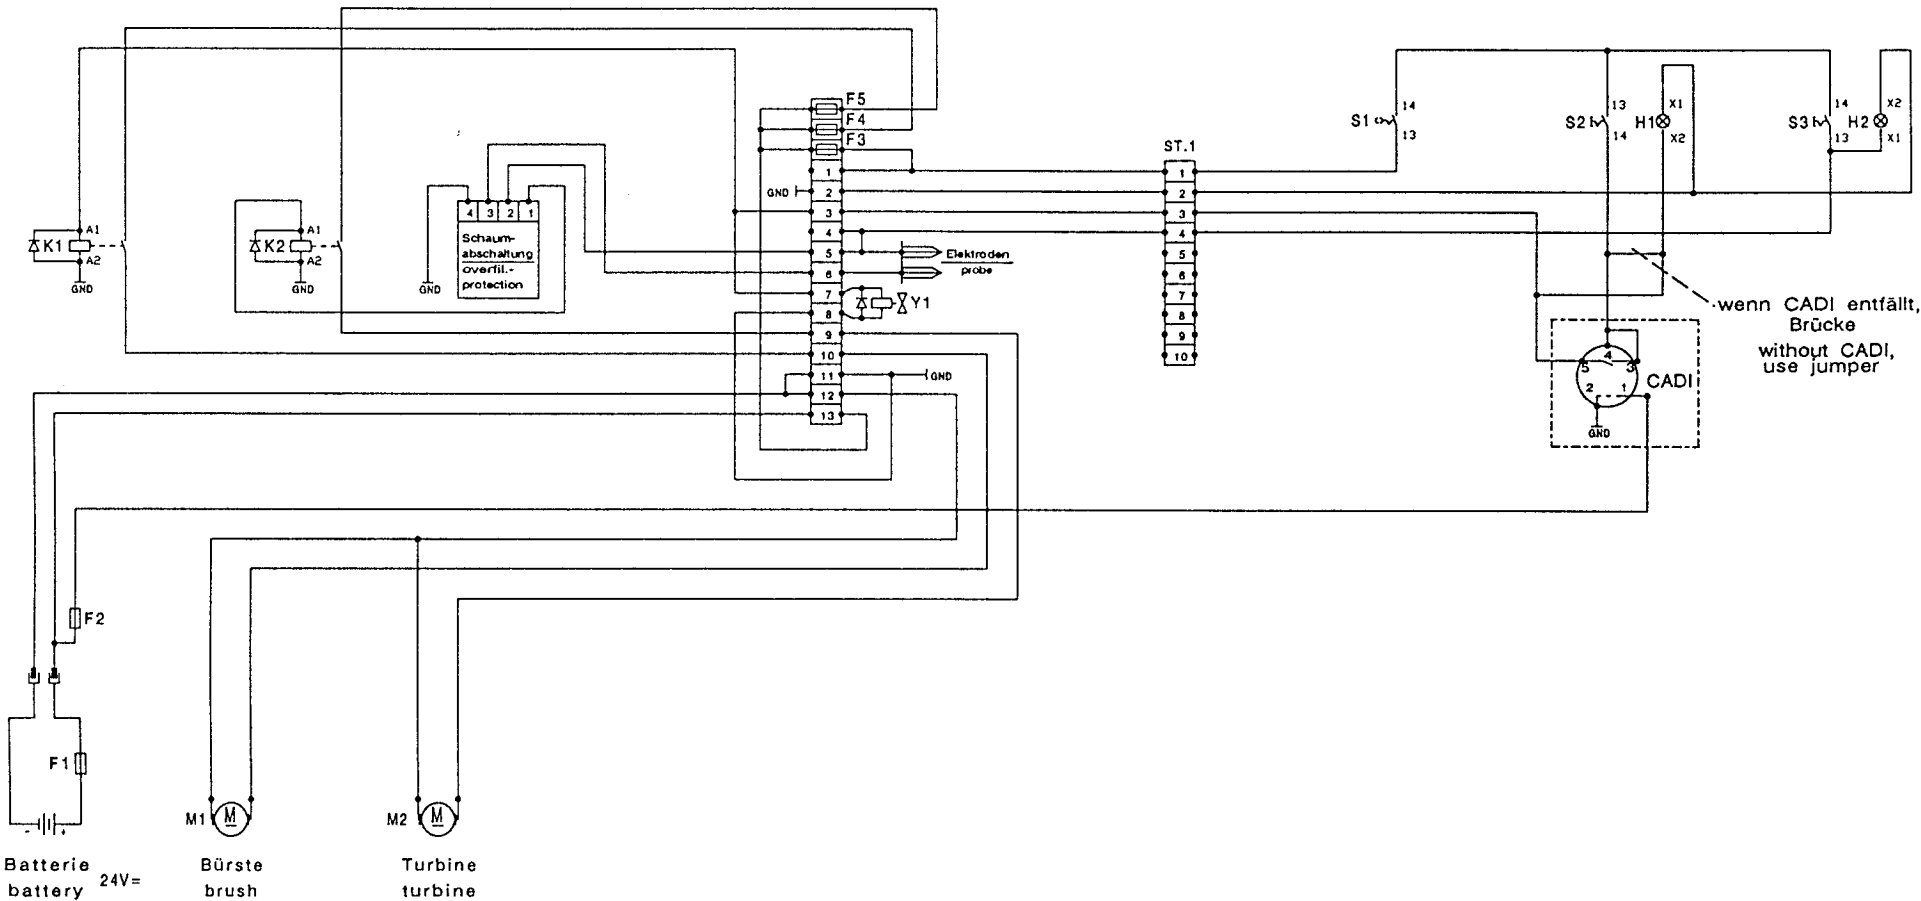 F5
F4
F3
1
2
3
4
5
6
7
8
9
10
11
12
13
GND
GND
K1
A1
A2
GND
K2
A1
A2
GND
GND
4 3 2 1
Schaum-
abschaltung
overfil.-
protection
Elektroden
probe
Y1
ST.1
1
2
3
4
5
6
7
8
9
10
S1
14
13
S2
13
14
H1
X1
X2
S3
14
13
H2
X2
X1
wenn CADI entfällt,
Brücke
without CADI,
use jumper
4
5 3
2 1
CADI
GND
F2
F1
- +
M1 M
M2 M
Batterie
battery 24V=
Bürste
brush
Turbine
turbine